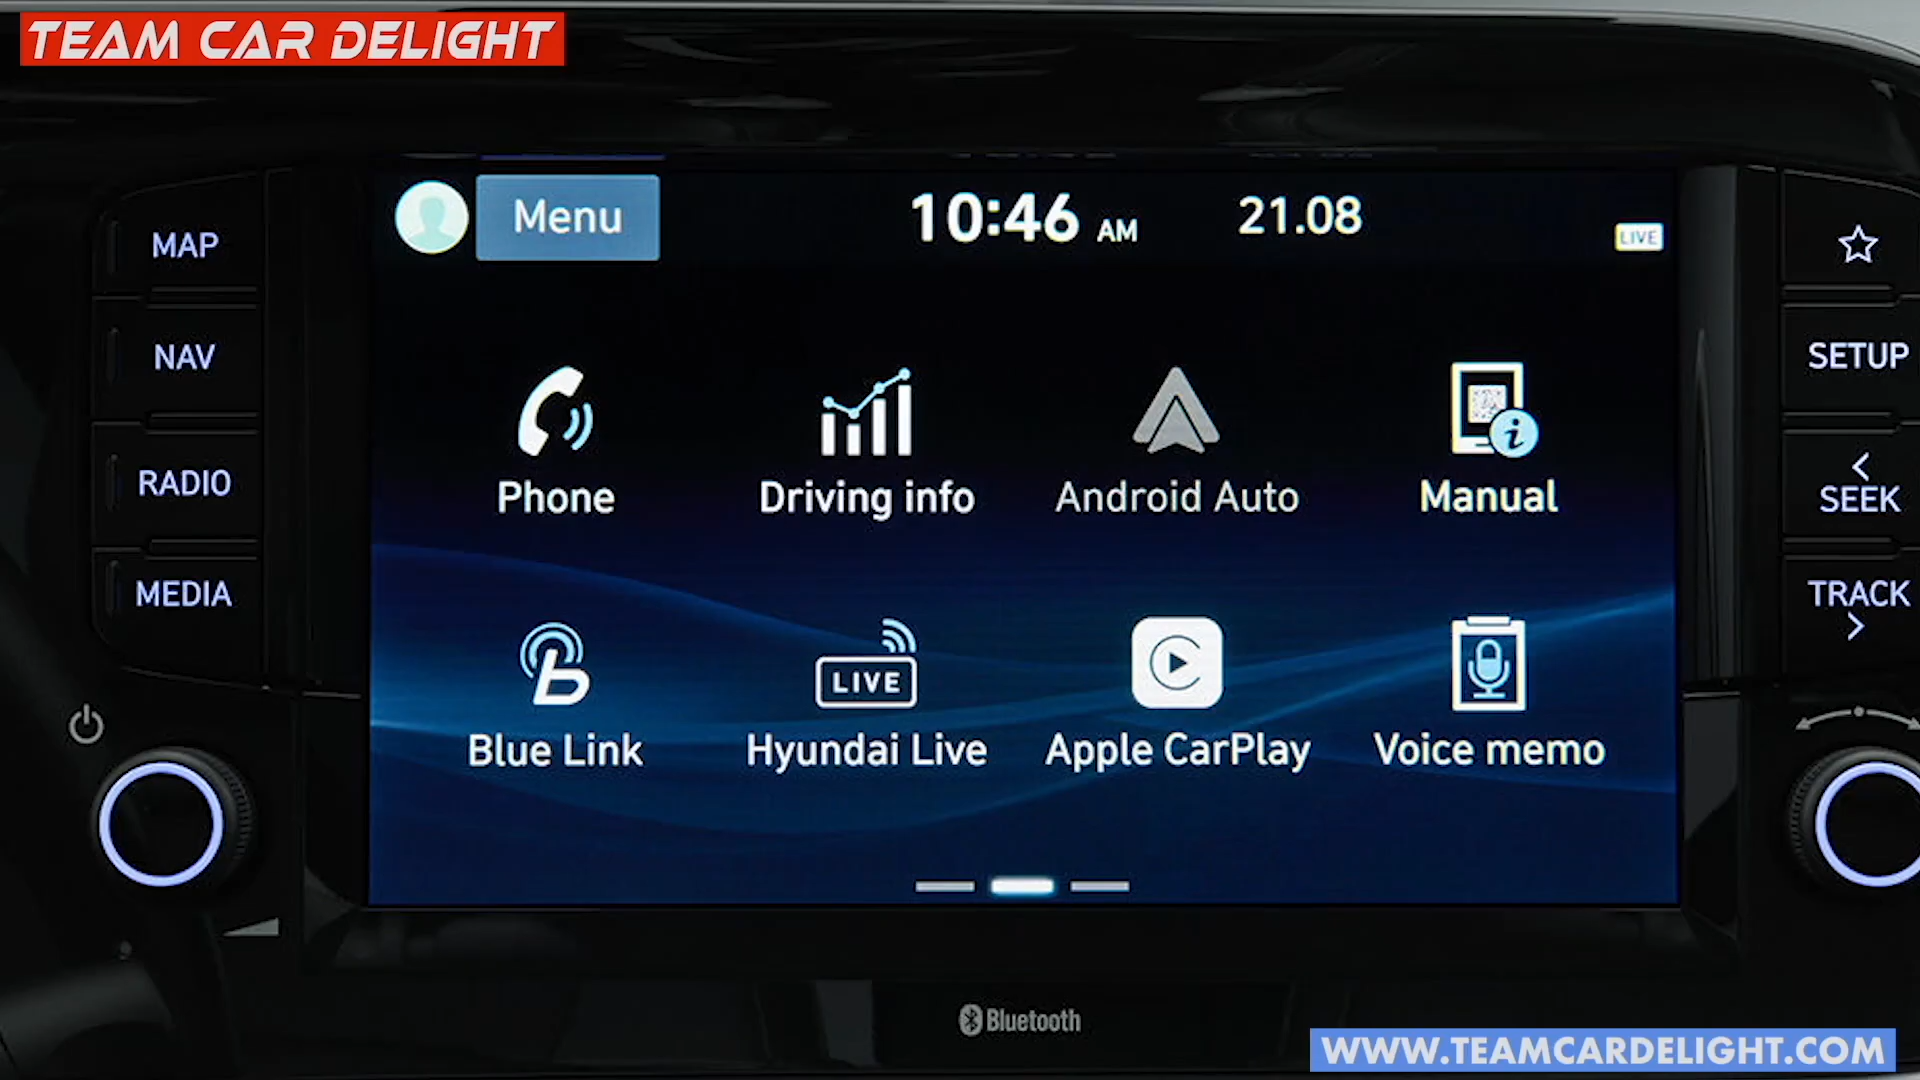 TEAM CAR DELIGHT
Menu
10:46 AM
21.08
LIVE
MAP
NAV
RADIO
MEDIA
Phone
Driving info
Android Auto
Manual
Blue Link
LIVE
Hyundai Live
Apple CarPlay
Voice memo
SETUP
SEEK
TRACK
Bluetooth
WWW.TEAMCARDELIGHT.COM